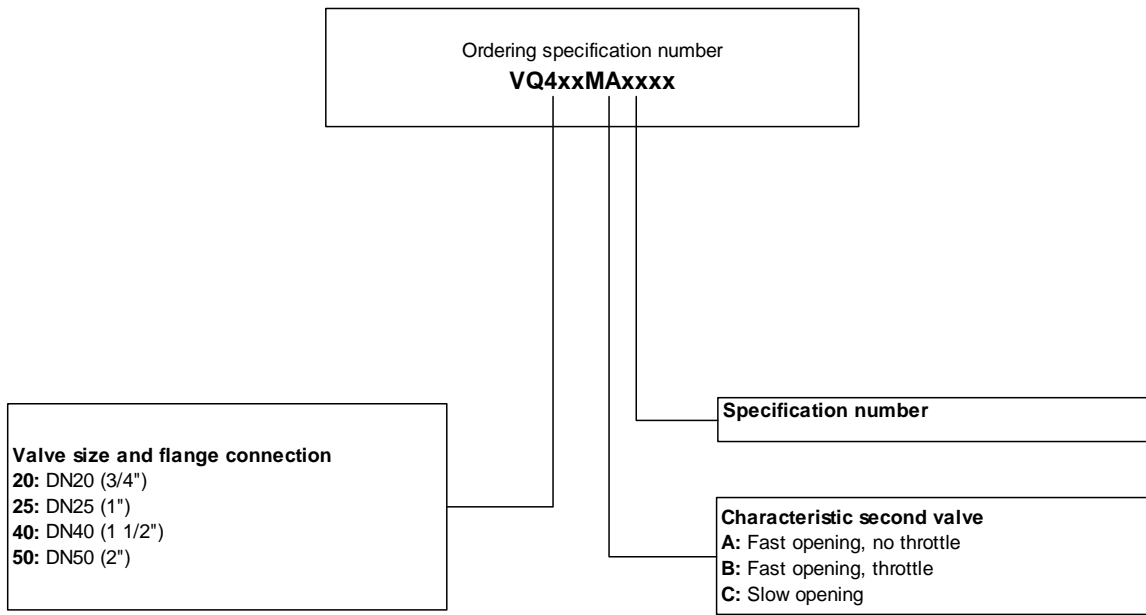 Ordering specification number
VQ4xxMAxxxx
Valve size and flange connection
20: DN20 (3/4")
25: DN25 (1")
40: DN40 (1 1/2")
50: DN50 (2")
Specification number
Characteristic second valve
A: Fast opening, no throttle
B: Fast opening, throttle
C: Slow opening